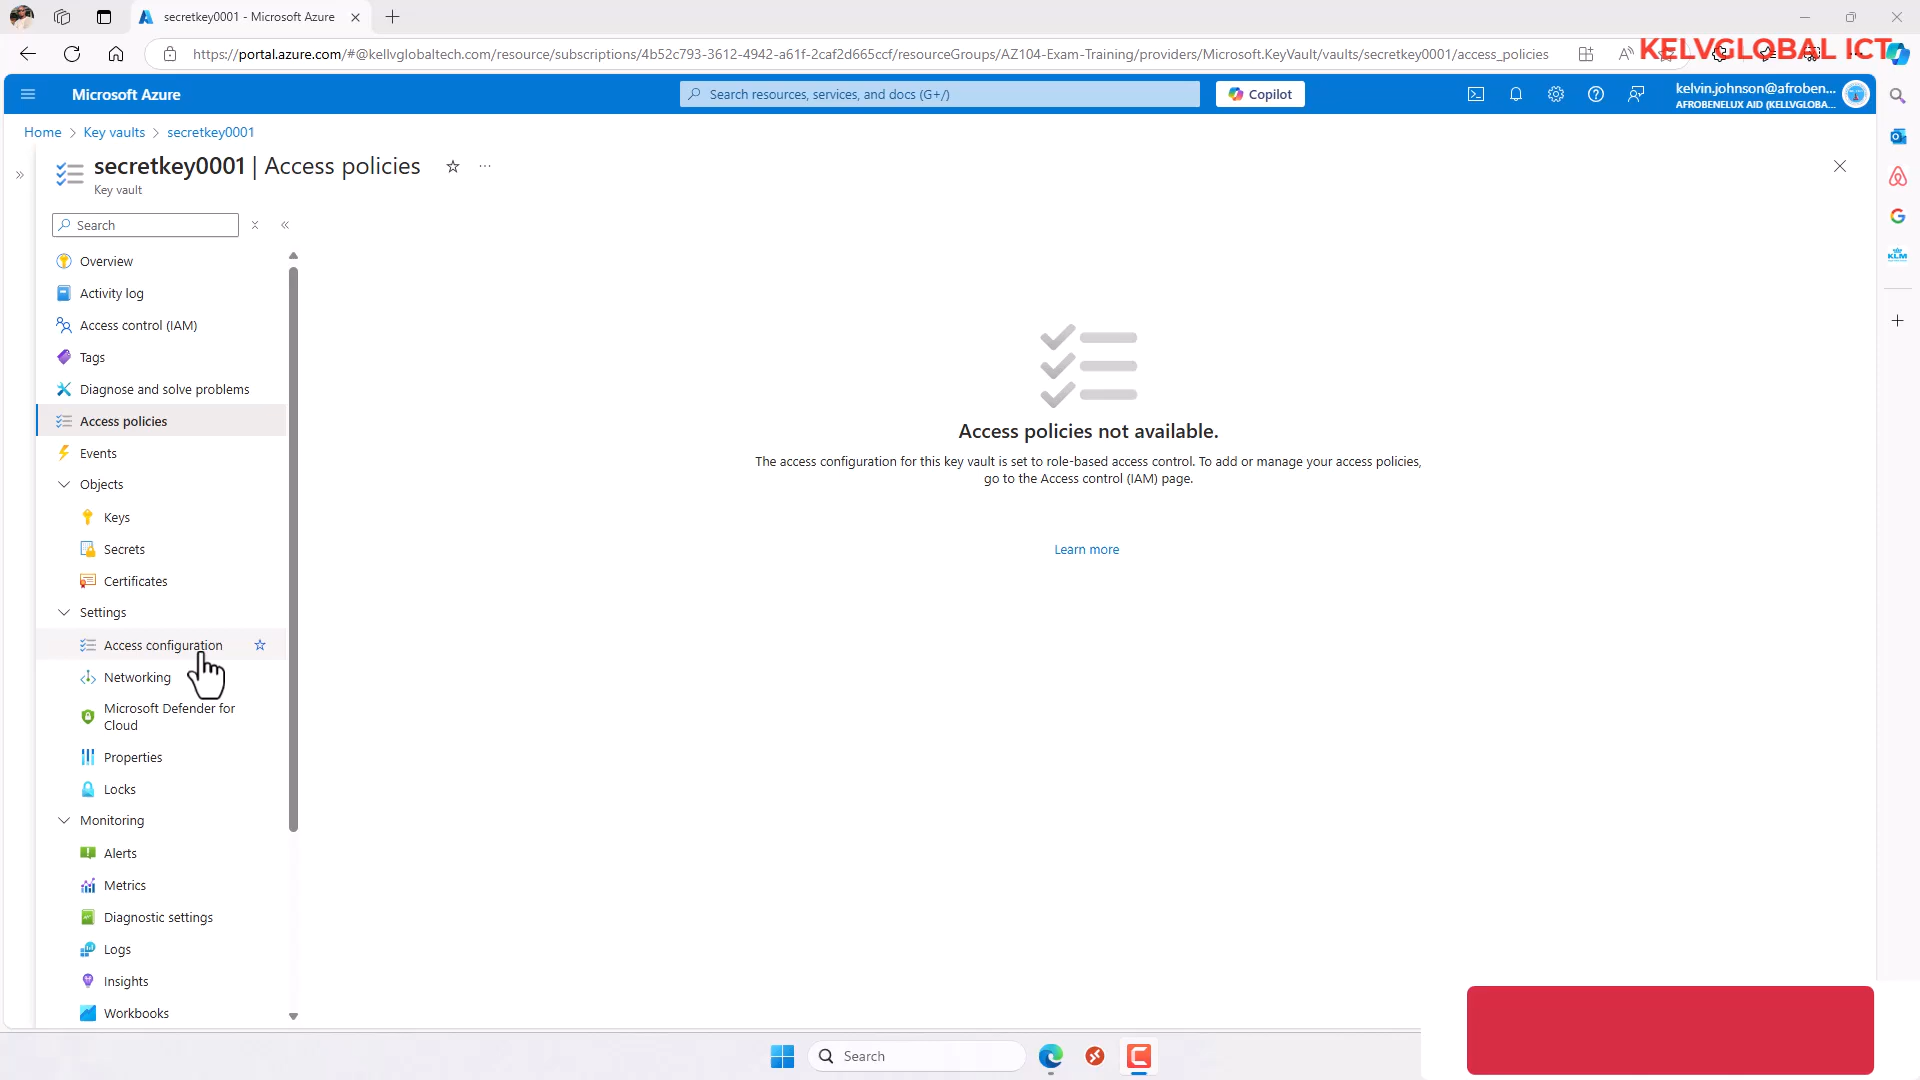 secretkey0001 - Microsoft Azure
https://portal.azure.com/#@kellvglobaltech.com/resource/subscriptions/4b52c793-3612-4942-a61f-2caf2d665ccf/resourceGroups/AZ104-Exam-Training/providers/Microsoft.KeyVault/vaults/secretkey0001/access_policies
KELVGLOBAL ICT
Microsoft Azure
Search resources, services, and docs (G+/)
Copilot
kelvin.johnson@afroben...
AFROBENELUX AID (KELLVGLOBA...
Home > Key vaults > secretkey0001
secretkey0001 | Access policies
Key vault
Search
Overview
Activity log
Access control (IAM)
Tags
Diagnose and solve problems
Access policies
Events
Objects
Keys
Secrets
Certificates
Settings
Access configuration
Networking
Microsoft Defender for
Cloud
Properties
Locks
Monitoring
Alerts
Metrics
Diagnostic settings
Logs
Insights
Workbooks
Access policies not available.
The access configuration for this key vault is set to role-based access control. To add or manage your access policies,
go to the Access control (IAM) page.
Learn more
KLM
Search